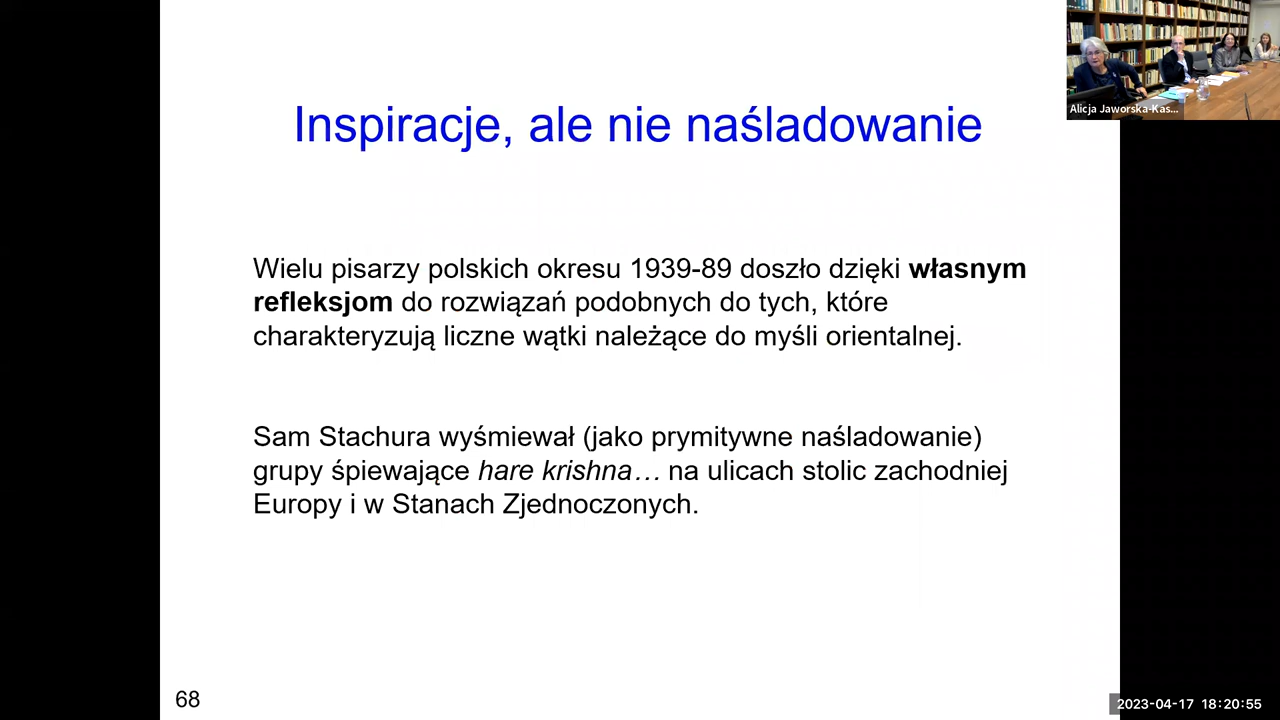 Inspiracje, ale nie naśladowanie
Wielu pisarzy polskich okresu 1939-89 doszło dzięki własnym
refleksjom do rozwiązań podobnych do tych, które
charakteryzują liczne wątki należące do myśli orientalnej.
Sam Stachura wyśmiewał (jako prymitywne naśladowanie)
grupy śpiewające hare krishna… na ulicach stolic zachodniej
Europy i w Stanach Zjednoczonych.
68
Alicja Jaworska-Kas...
2023-04-17 18:20:55